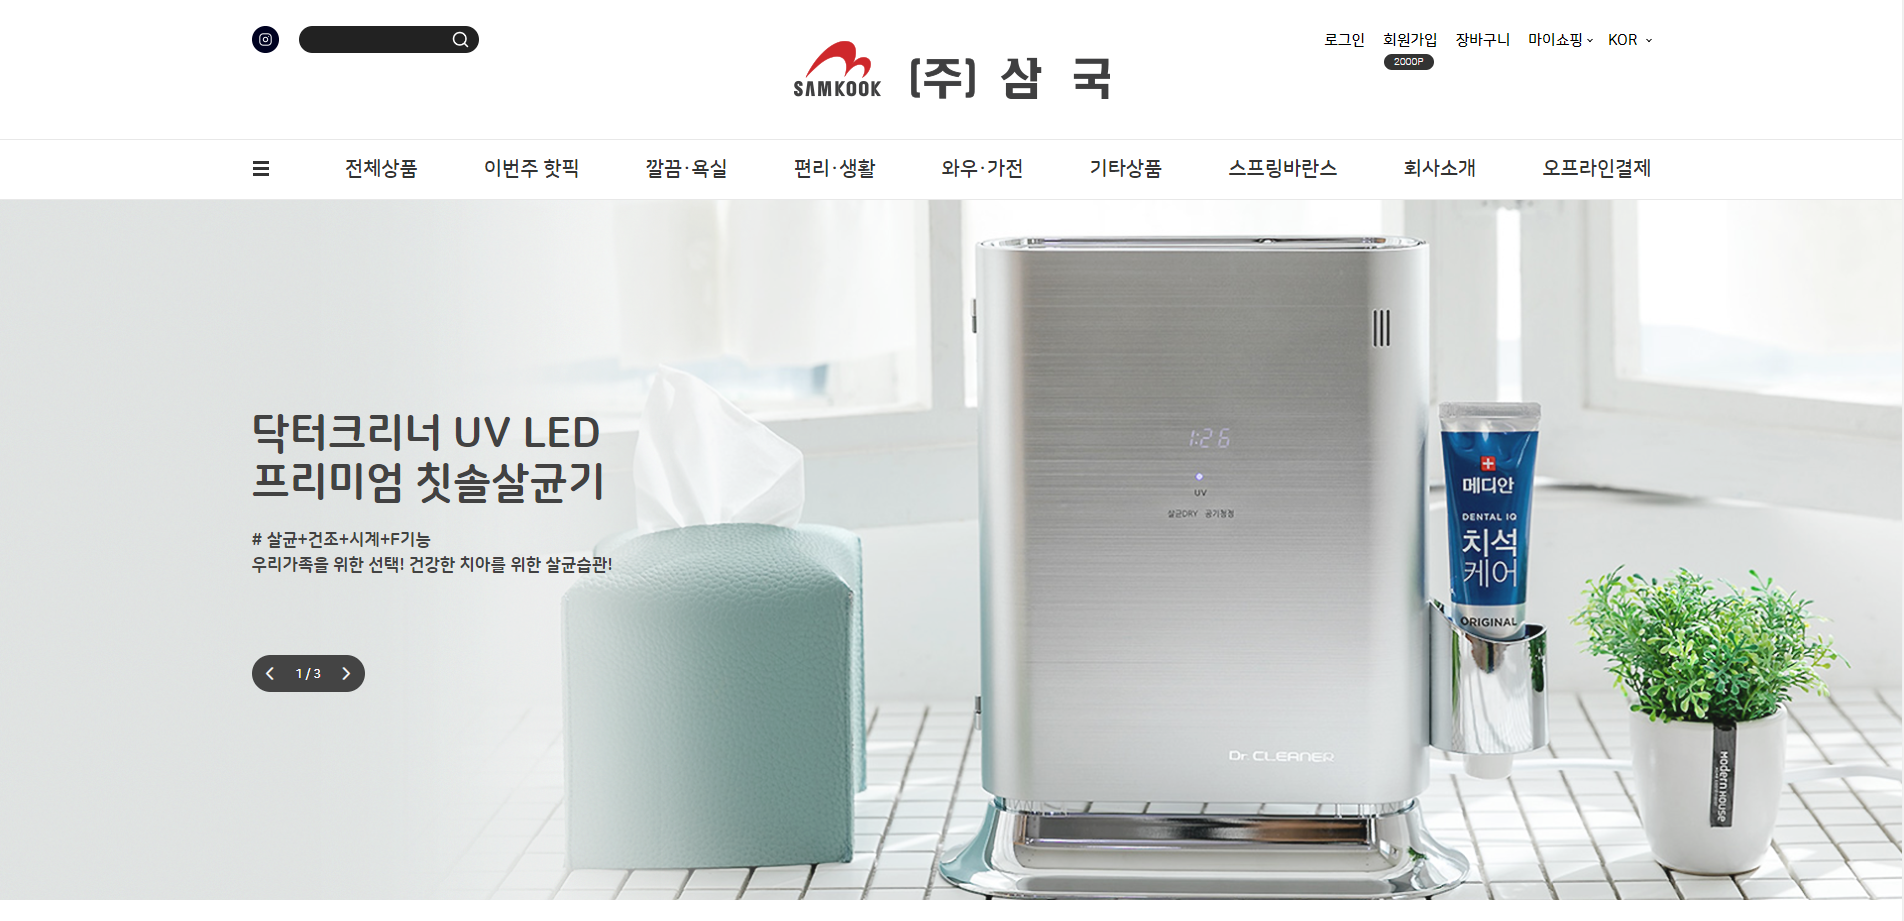 로그인 회원가입 장바구니 마이쇼핑 KOR
2000P
SAMKOOK (주) 삼 국
전체상품 이번주 핫픽 깔끔·욕실 편리·생활 와우·가전 기타상품 스프링바란스 회사소개 오프라인결제
닥터크리너 UV LED
프리미엄 칫솔살균기
# 살균+건조+시계+F기능
우리가족을 위한 선택! 건강한 치아를 위한 살균습관!
1 / 3
1:26
UV
살균DRY 공기청정
Dr. CLEANER
메디안
DENTAL IQ
치석
케어
ORIGINAL
MODERN HOUSE